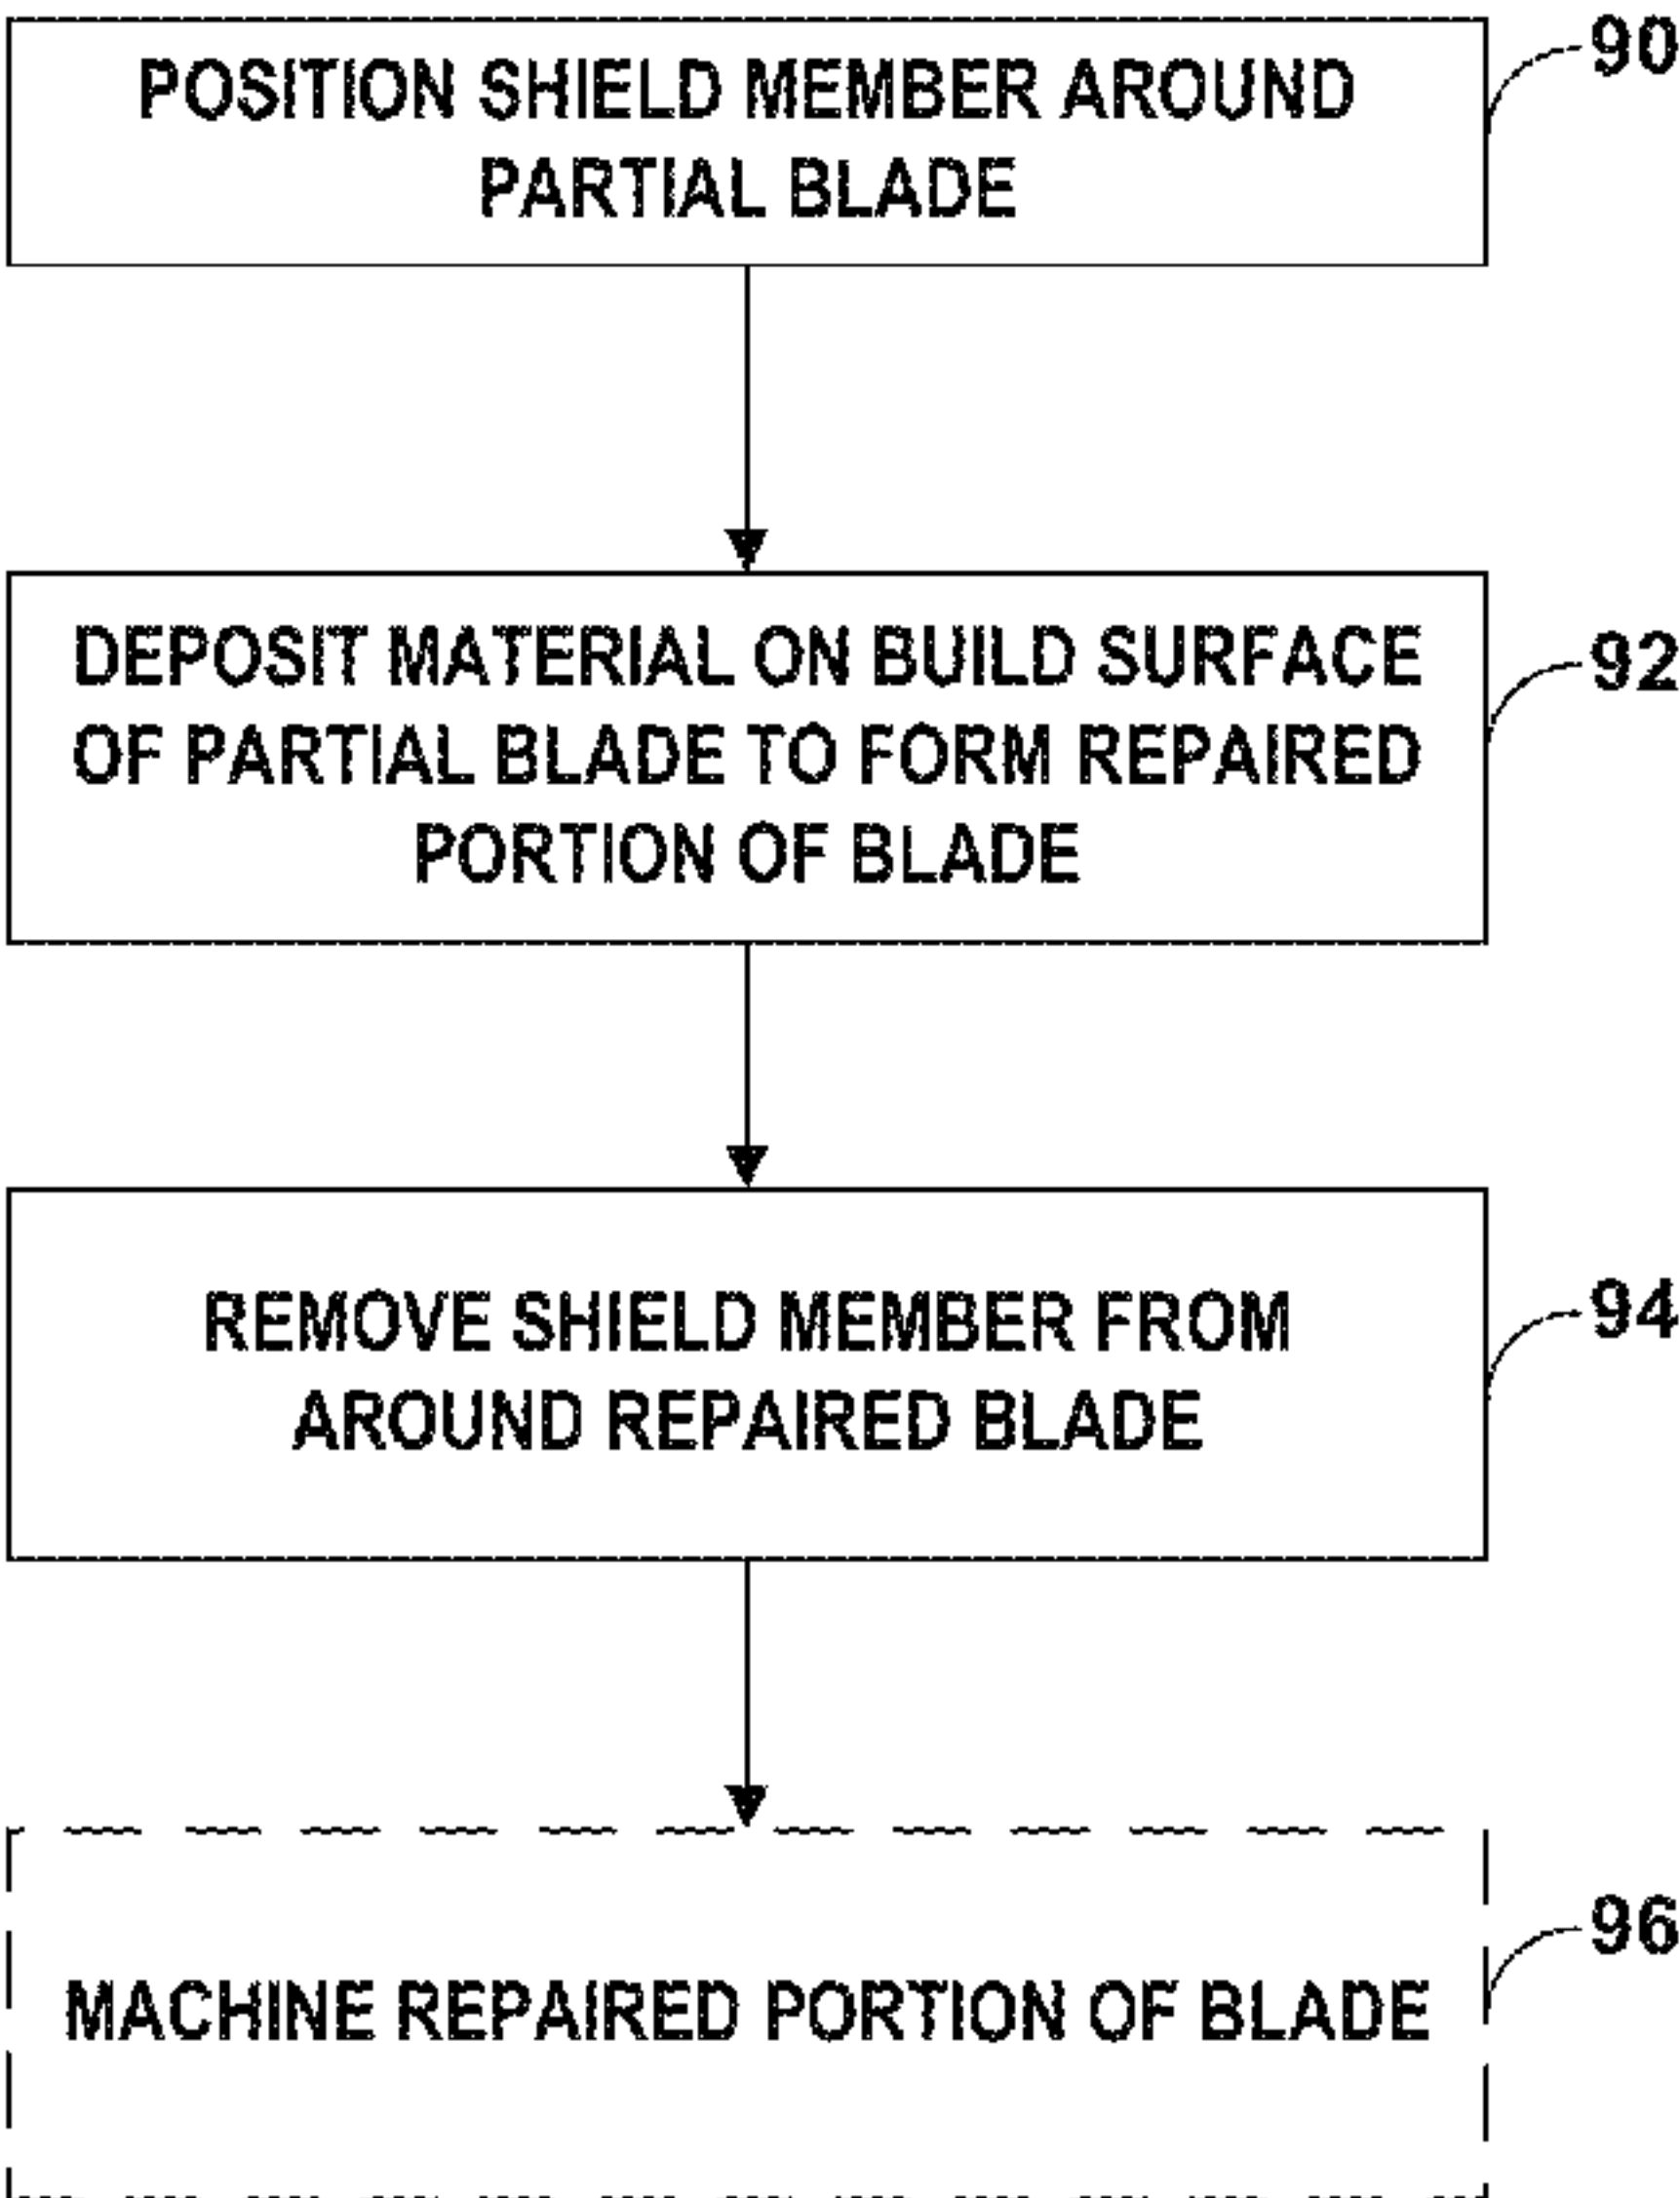 POSITION SHIELD MEMBER AROUND
PARTIAL BLADE
90
DEPOSIT MATERIAL ON BUILD SURFACE
OF PARTIAL BLADE TO FORM REPAIRED
PORTION OF BLADE
92
REMOVE SHIELD MEMBER FROM
AROUND REPAIRED BLADE
94
MACHINE REPAIRED PORTION OF BLADE
96